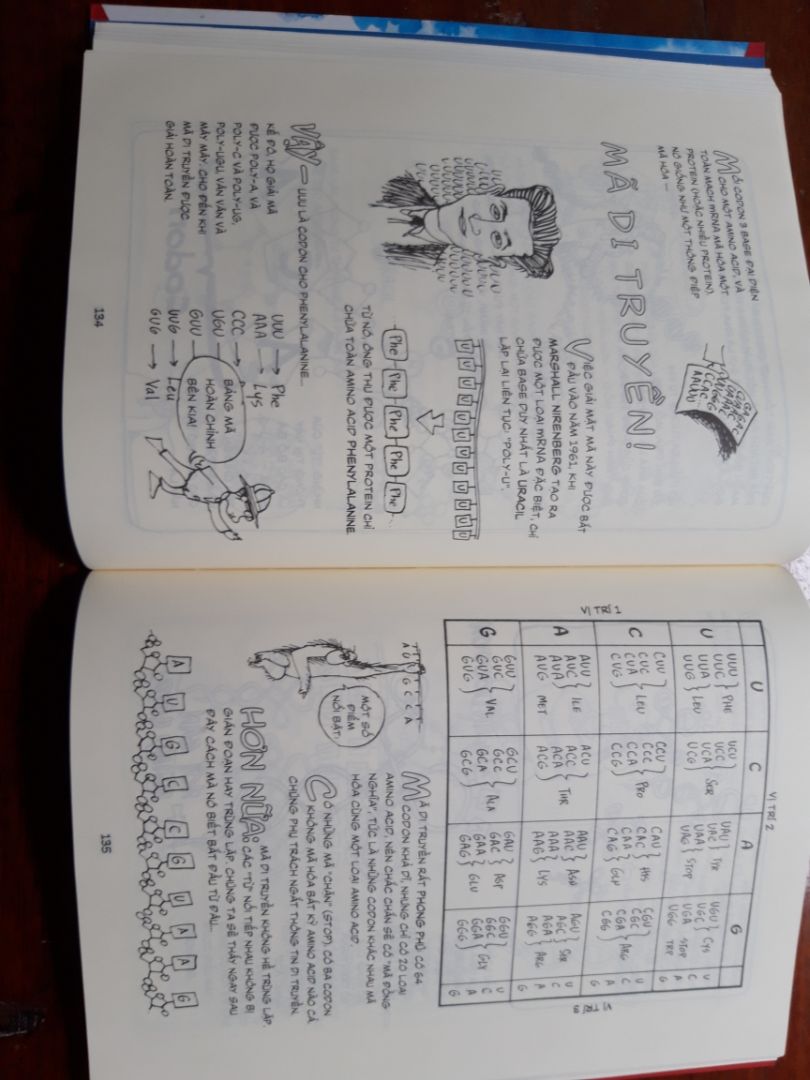 MỖI CODON 3 BASE ĐẠI DIỆN
CHO MỘT AMINO ACID, VÀ
TOÀN MẠCH mRNA MÃ HÓA MỘT
PROTEIN (HOẶC NHIỀU PROTEIN).
NÓ GIỐNG NHƯ MỘT THÔNG ĐIỆP
MÃ HÓA —
MÃ DI TRUYỀN!
VIỆC GIẢI MẬT MÃ NÀY ĐƯỢC BẮT
ĐẦU VÀO NĂM 1961, KHI
MARSHALL NIRENBERG TẠO RA
ĐƯỢC MỘT LOẠI mRNA ĐẶC BIỆT, CHỈ
CHỨA BASE DUY NHẤT LÀ URACIL
LẶP LẠI LIÊN TỤC: "POLY-U".
U U U U U U U U U U U U U U U
Phe Phe Phe Phe Phe
TỪ NÓ, ÔNG THU ĐƯỢC MỘT PROTEIN CHỈ
CHỨA TOÀN AMINO ACID PHENYLALANINE.
VẬY — UUU LÀ CODON CHO PHENYLALANINE...
KẾ ĐÓ, HỌ GIẢI MÃ
ĐƯỢC POLY-A, VÀ
POLY-C VÀ POLY-UG,
POLY-UGU, VÂN VÂN VÀ
MÂY MÂY, CHO ĐẾN KHI
MÃ DI TRUYỀN ĐƯỢC
GIẢI HOÀN TOÀN.
UUU → Phe
AAA → Lys
CCC →
UGU
GUU
UUG → Leu
GUG → Val
BẢNG MÃ
HOÀN CHỈNH
BÊN KIA!
134
VỊ TRÍ 2
U C A G
VỊ TRÍ 1
VỊ TRÍ 3
U
UUU UCU UAU UGU U
UUC PHE UCC UAC TYR UGC CYS C
UUA UCA SER UAA UGA STOP A
UUG LEU UCG UAG STOP UGG TRP G
C
CUU CCU CAU CGU U
CUC CCC CAC HIS CGC C
CUA LEU CCA PRO CAA CGA ARG A
CUG CCG CAG GLN CGG G
A
AUU ACU AAU AGU U
AUC ILE ACC AAC ASN AGC SER C
AUA ACA THR AAA AGA A
AUG MET ACG AAG LYS AGG ARG G
G
GUU GCU GAU GGU U
GUC GCC GAC ASP GGC C
GUA VAL GCA ALA GAA GGA GLY A
GUG GCG GAG GLU GCG G
AUGCCA
MỘT SỐ
ĐIỂM
NỔI BẬT:
MÃ DI TRUYỀN RẤT PHONG PHÚ: CÓ 64
CODON KHẢ DĨ, NHƯNG CHỈ CÓ 20 LOẠI
AMINO ACID, NÊN CHẮC CHẮN SẼ CÓ "MÃ ĐỒNG
NGHĨA", TỨC LÀ NHỮNG CODON KHÁC NHAU MÃ
HÓA CÙNG MỘT LOẠI AMINO ACID.
CÓ NHỮNG MÃ "CHẶN" (STOP). CÓ BA CODON
KHÔNG MÃ HÓA BẤT KỲ AMINO ACID NÀO CẢ.
CHÚNG PHỤ TRÁCH NGẮT THÔNG TIN DI TRUYỀN.
HƠN NỮA: MÃ DI TRUYỀN KHÔNG HỀ TRÙNG LẶP.
CÁC "TỪ" NỐI TIẾP NHAU KHÔNG BỊ
GIÁN ĐOẠN HAY TRÙNG LẶP. CHÚNG TA SẼ THẤY NGAY SAU
ĐÂY CÁCH MÀ NÓ BIẾT BẮT ĐẦU TỪ ĐÂU...
A U G C C G U A A G
135